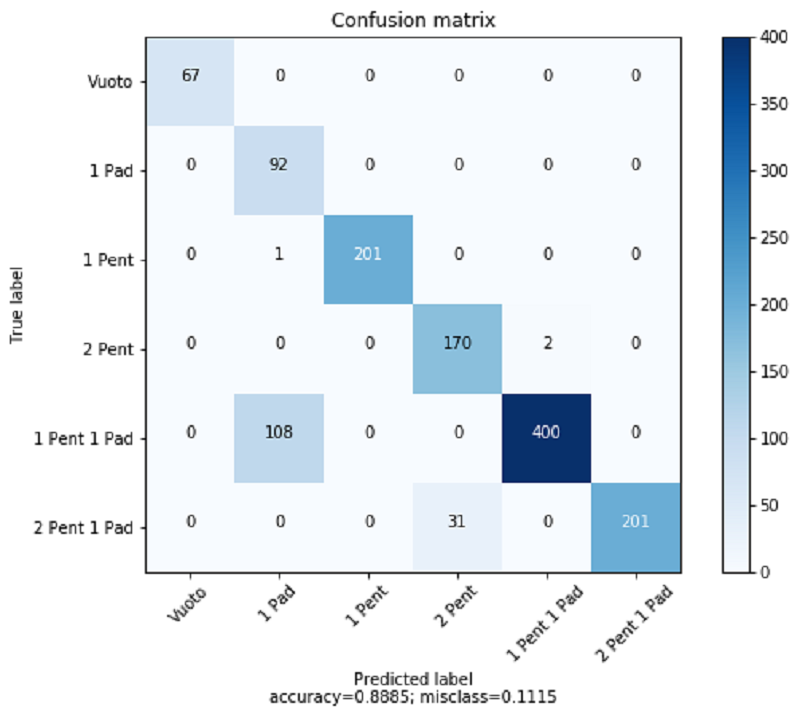 Confusion matrix
True label
Vuoto 67 0 0 0 0 0
1 Pad 0 92 0 0 0 0
1 Pent 0 1 201 0 0 0
2 Pent 0 0 0 170 2 0
1 Pent 1 Pad 0 108 0 0 400 0
2 Pent 1 Pad 0 0 0 31 0 201
Vuoto 1 Pad 1 Pent 2 Pent 1 Pent 1 Pad 2 Pent 1 Pad
Predicted label
accuracy=0.8885; misclass=0.1115
400
350
300
250
200
150
100
50
0